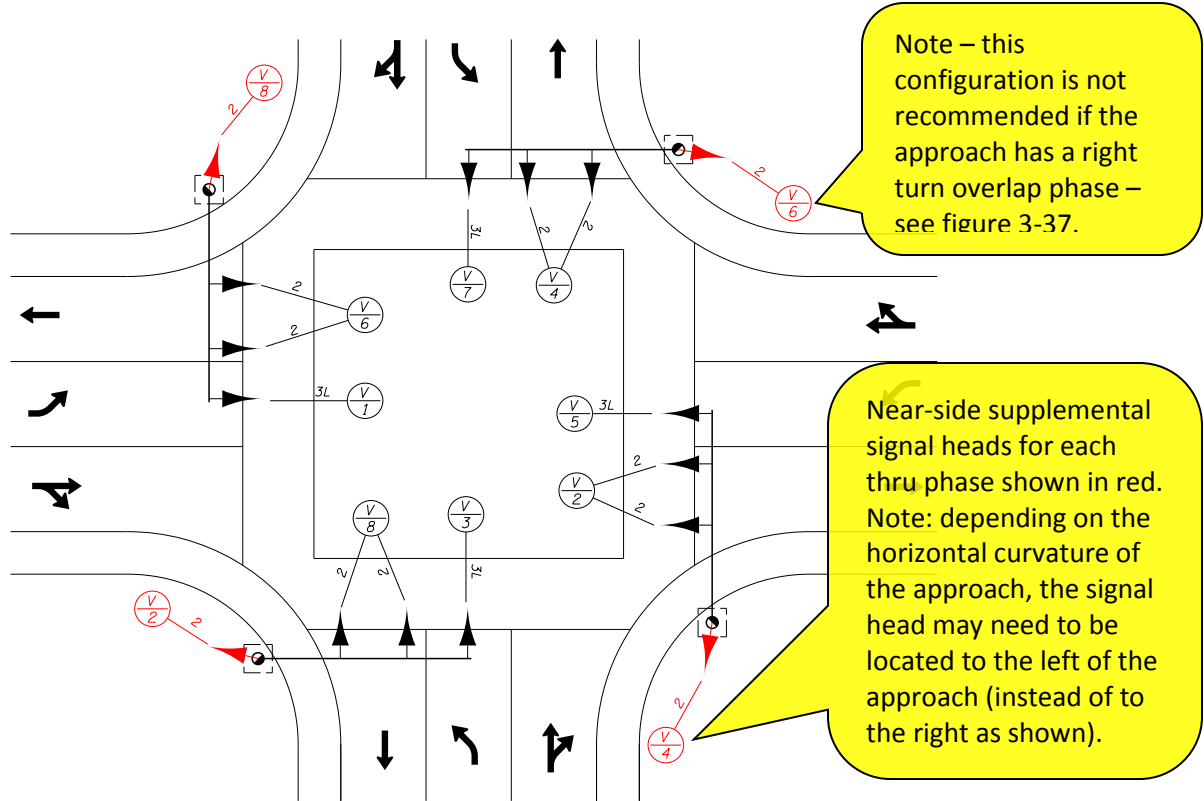 Note – this
configuration is not
recommended if the
approach has a right
turn overlap phase –
see figure 3-37.
V
8
2
2
V
6
3L
V
7
2
2
V
4
2
2
V
6
3L
V
1
V
5
3L
V
2
2
2
Near-side supplemental
signal heads for each
thru phase shown in red.
Note: depending on the
horizontal curvature of
the approach, the signal
head may need to be
located to the left of the
approach (instead of to
the right as shown).
V
8
2
2
V
3
3L
V
2
2
2
V
4